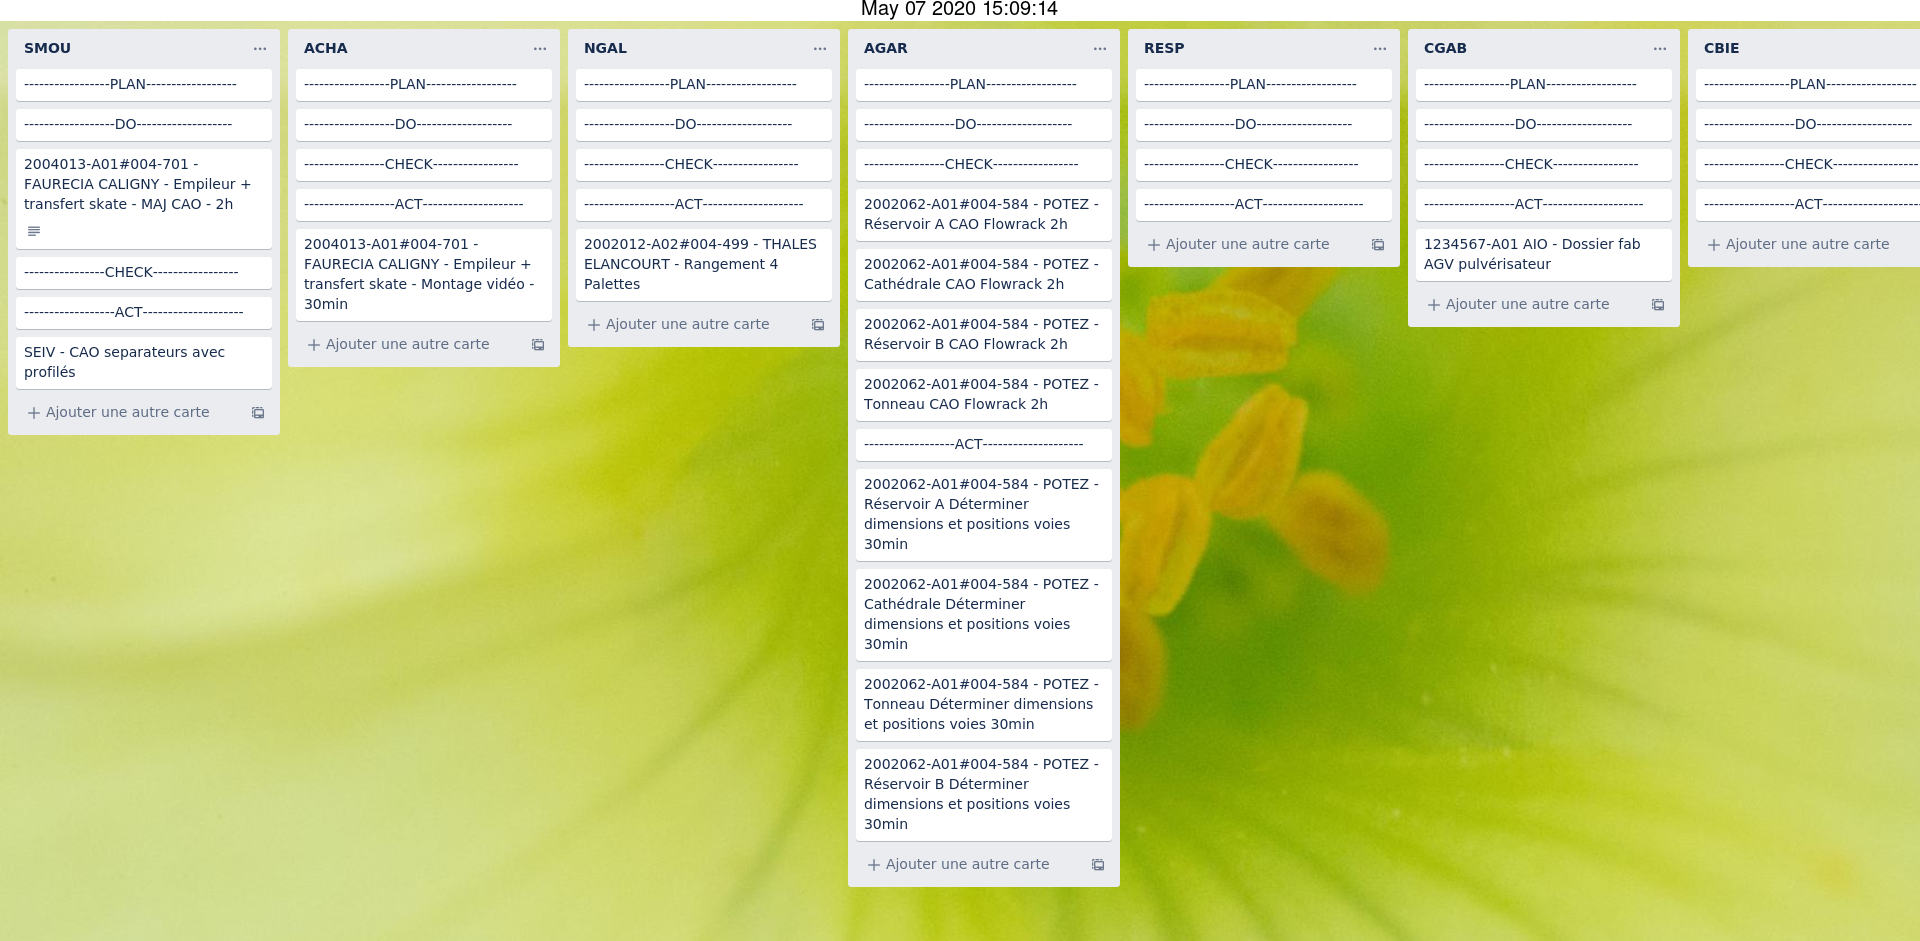 May 07 2020 15:09:14
SMOU
-----------------PLAN------------------
------------------DO-------------------
2004013-A01#004-701 -
FAURECIA CALIGNY - Empileur +
transfert skate - MAJ CAO - 2h
----------------CHECK-----------------
------------------ACT--------------------
SEIV - CAO separateurs avec
profilés
Ajouter une autre carte
ACHA
-----------------PLAN------------------
------------------DO-------------------
----------------CHECK-----------------
------------------ACT--------------------
2004013-A01#004-701 -
FAURECIA CALIGNY - Empileur +
transfert skate - Montage vidéo -
30min
Ajouter une autre carte
NGAL
-----------------PLAN------------------
------------------DO-------------------
----------------CHECK-----------------
------------------ACT--------------------
2002012-A02#004-499 - THALES
ELANCOURT - Rangement 4
Palettes
Ajouter une autre carte
AGAR
-----------------PLAN------------------
------------------DO-------------------
----------------CHECK-----------------
2002062-A01#004-584 - POTEZ -
Réservoir A CAO Flowrack 2h
2002062-A01#004-584 - POTEZ -
Cathédrale CAO Flowrack 2h
2002062-A01#004-584 - POTEZ -
Réservoir B CAO Flowrack 2h
2002062-A01#004-584 - POTEZ -
Tonneau CAO Flowrack 2h
------------------ACT--------------------
2002062-A01#004-584 - POTEZ -
Réservoir A Déterminer
dimensions et positions voies
30min
2002062-A01#004-584 - POTEZ -
Cathédrale Déterminer
dimensions et positions voies
30min
2002062-A01#004-584 - POTEZ -
Tonneau Déterminer dimensions
et positions voies 30min
2002062-A01#004-584 - POTEZ -
Réservoir B Déterminer
dimensions et positions voies
30min
Ajouter une autre carte
RESP
-----------------PLAN------------------
------------------DO-------------------
----------------CHECK-----------------
------------------ACT--------------------
Ajouter une autre carte
CGAB
-----------------PLAN------------------
------------------DO-------------------
----------------CHECK-----------------
------------------ACT--------------------
1234567-A01 AIO - Dossier fab
AGV pulvérisateur
Ajouter une autre carte
CBIE
-----------------PLAN------------------
------------------DO-------------------
----------------CHECK-----------------
------------------ACT-------------------
Ajouter une autre carte